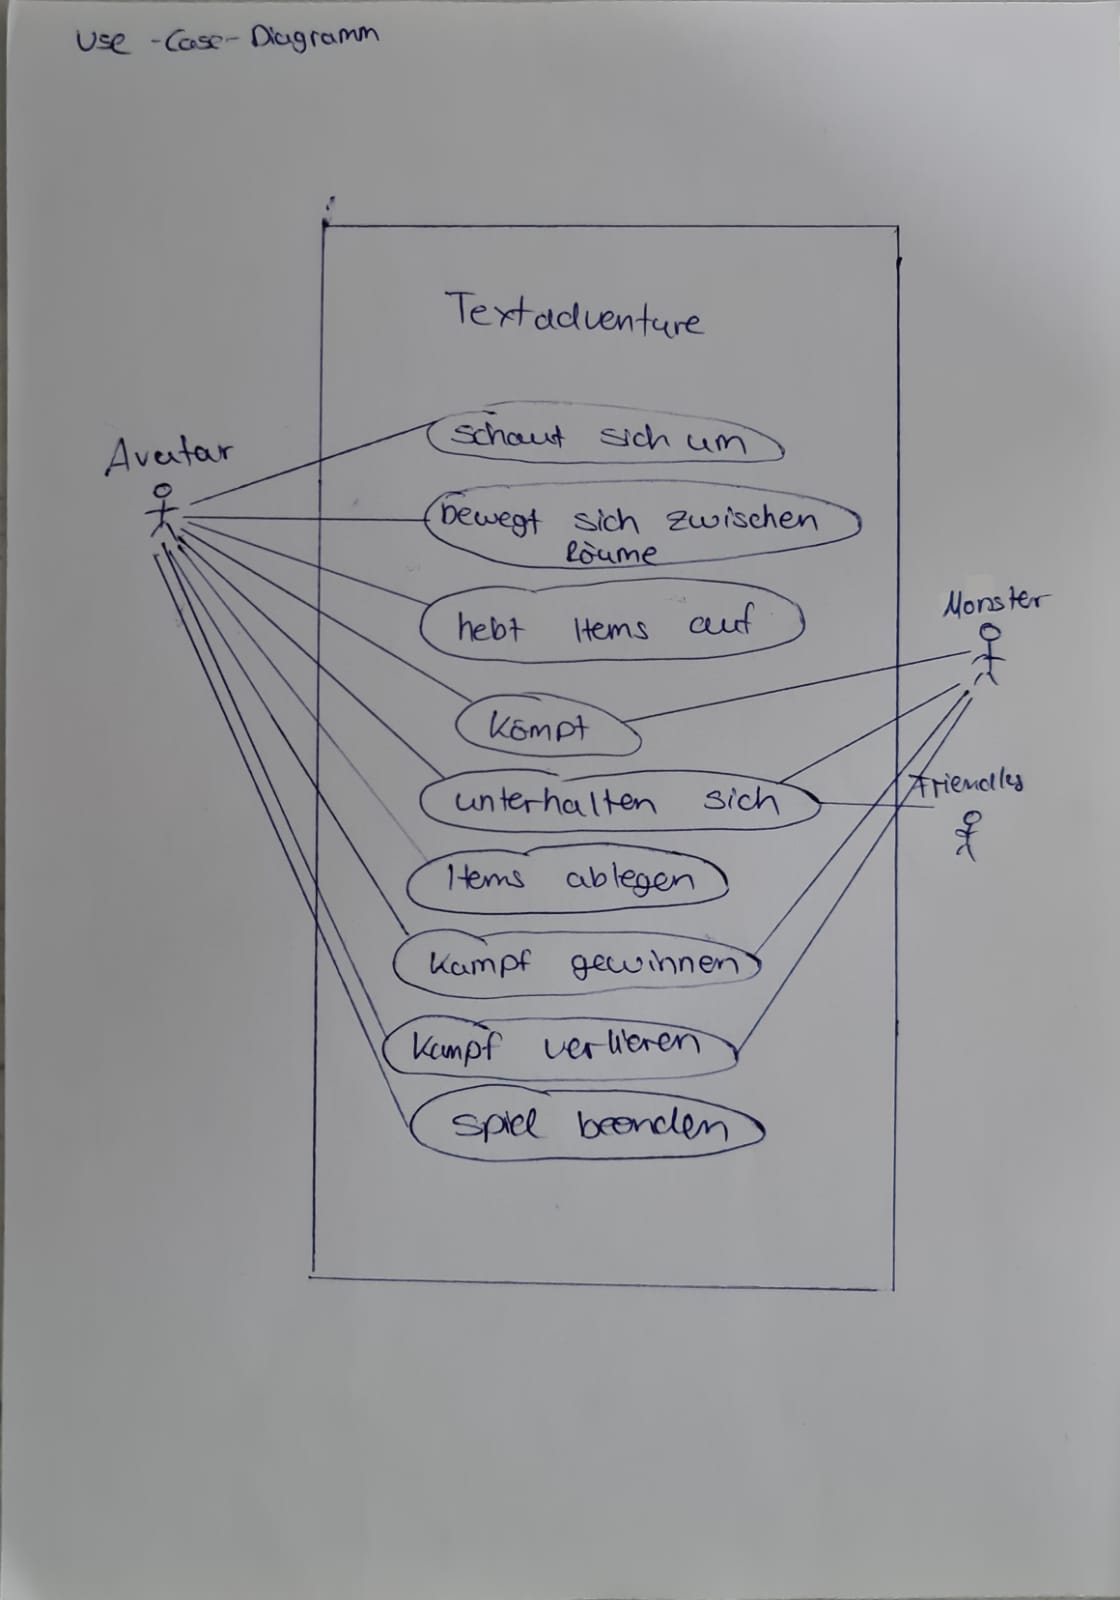 Use-Case-Diagramm
Textadventure
Avatar
schaut sich um
bewegt sich zwischen
Räume
hebt Items auf
Monster
Kämpt
unterhalten sich
Friendlys
Items ablegen
Kampf gewinnen
Kampf verlieren
Spiel beenden